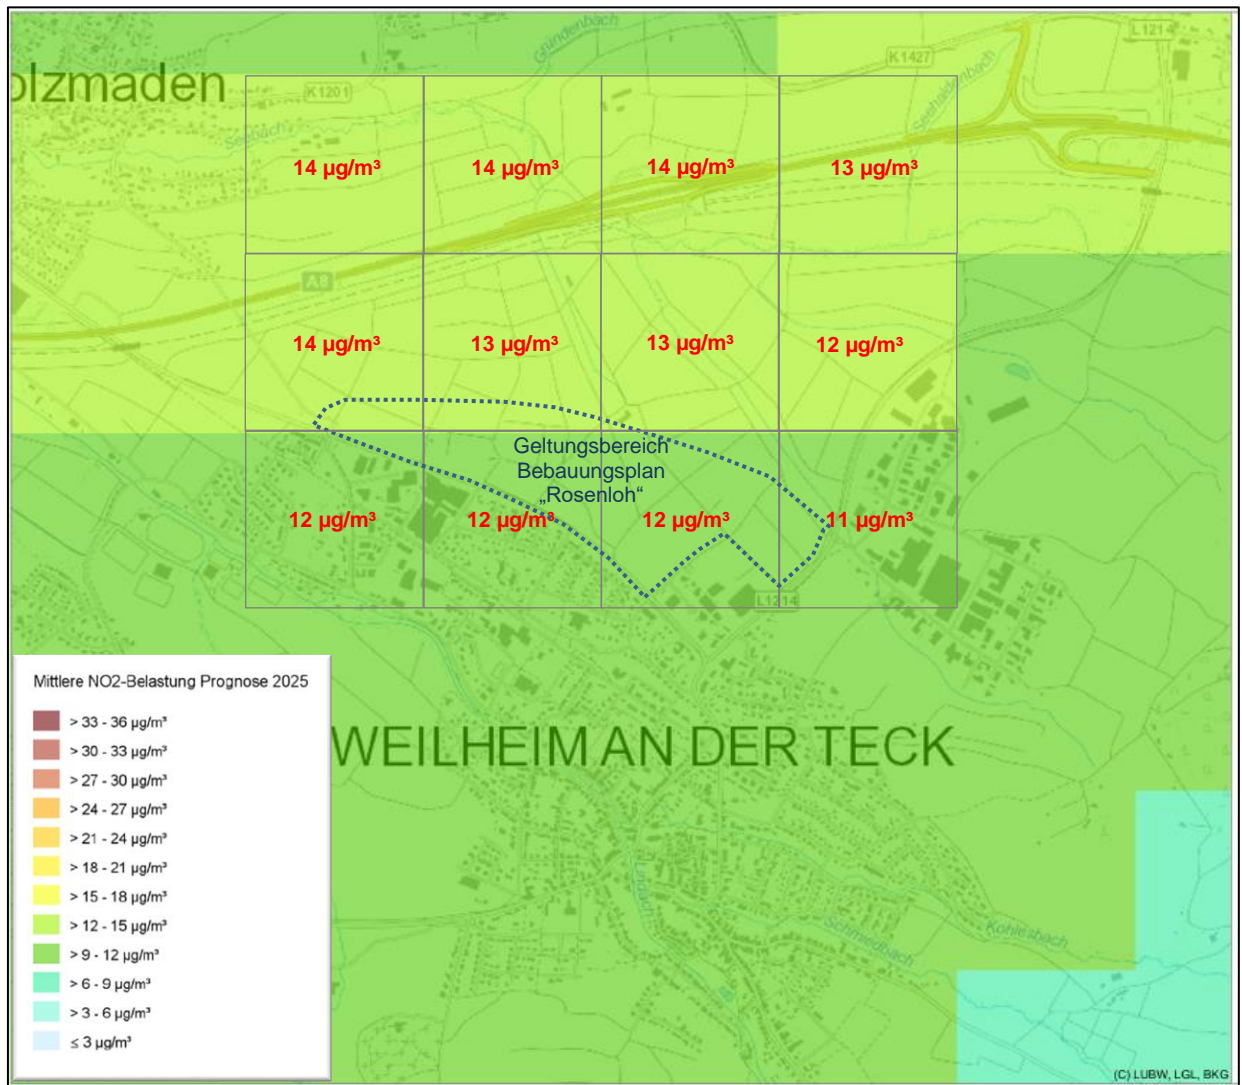 L1214
Gründenbach
K1427
olzmaden
K1201
Seehaldenbach
Seebach
14 µg/m³
14 µg/m³
14 µg/m³
13 µg/m³
A8
14 µg/m³
13 µg/m³
13 µg/m³
12 µg/m³
Geltungsbereich
Bebauungsplan
„Rosenloh“
12 µg/m³
12 µg/m³
12 µg/m³
11 µg/m³
L1214
Mittlere NO2-Belastung Prognose 2025
> 33 - 36 µg/m³
> 30 - 33 µg/m³
> 27 - 30 µg/m³
> 24 - 27 µg/m³
> 21 - 24 µg/m³
> 18 - 21 µg/m³
> 15 - 18 µg/m³
> 12 - 15 µg/m³
> 9 - 12 µg/m³
> 6 - 9 µg/m³
> 3 - 6 µg/m³
≤ 3 µg/m³
WEILHEIM AN DER TECK
Schmiedbach
Kohlesbach
(C) LUBW, LGL, BKG